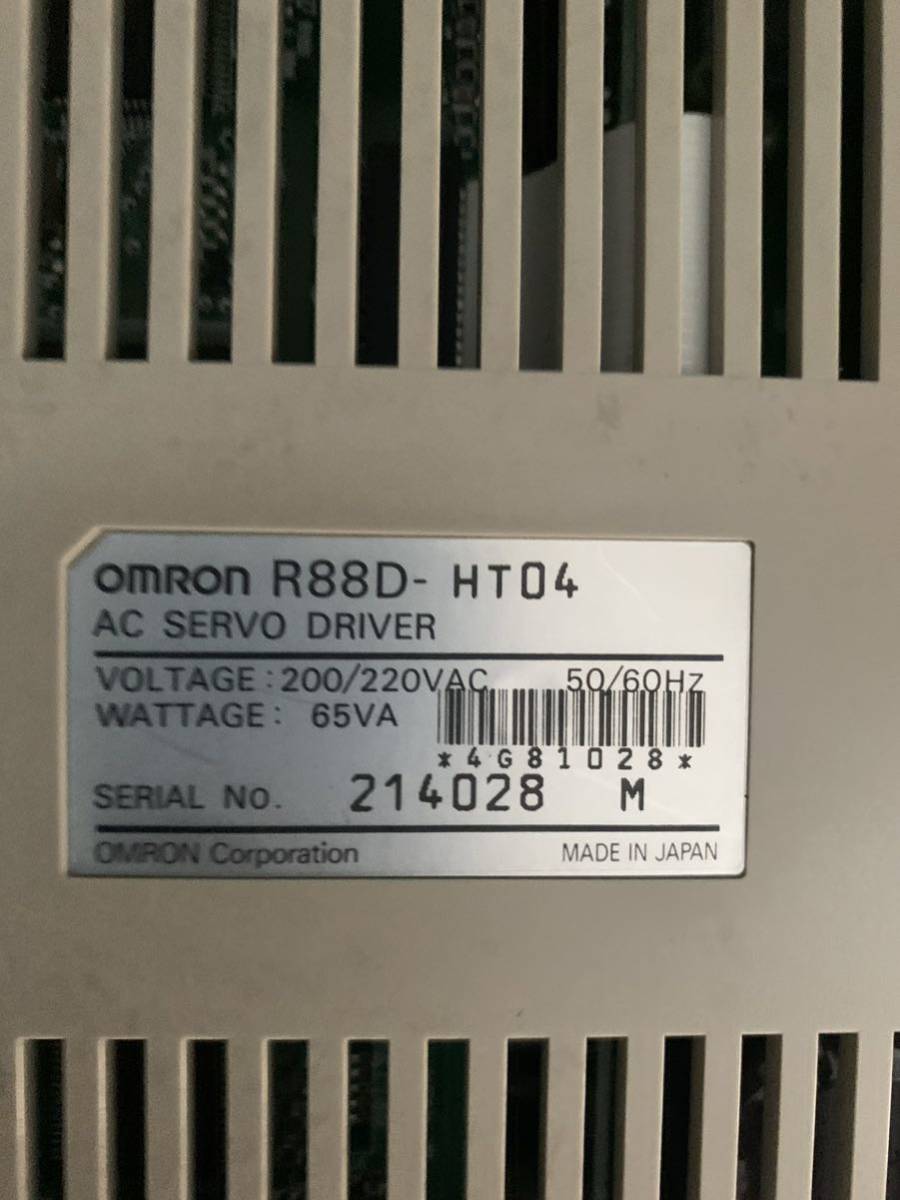 OMRON R88D- HT04
AC SERVO DRIVER
VOLTAGE: 200/220VAC 50/60Hz
WATTAGE: 65VA
*4G81028*
SERIAL NO. 214028 M
OMRON Corporation MADE IN JAPAN